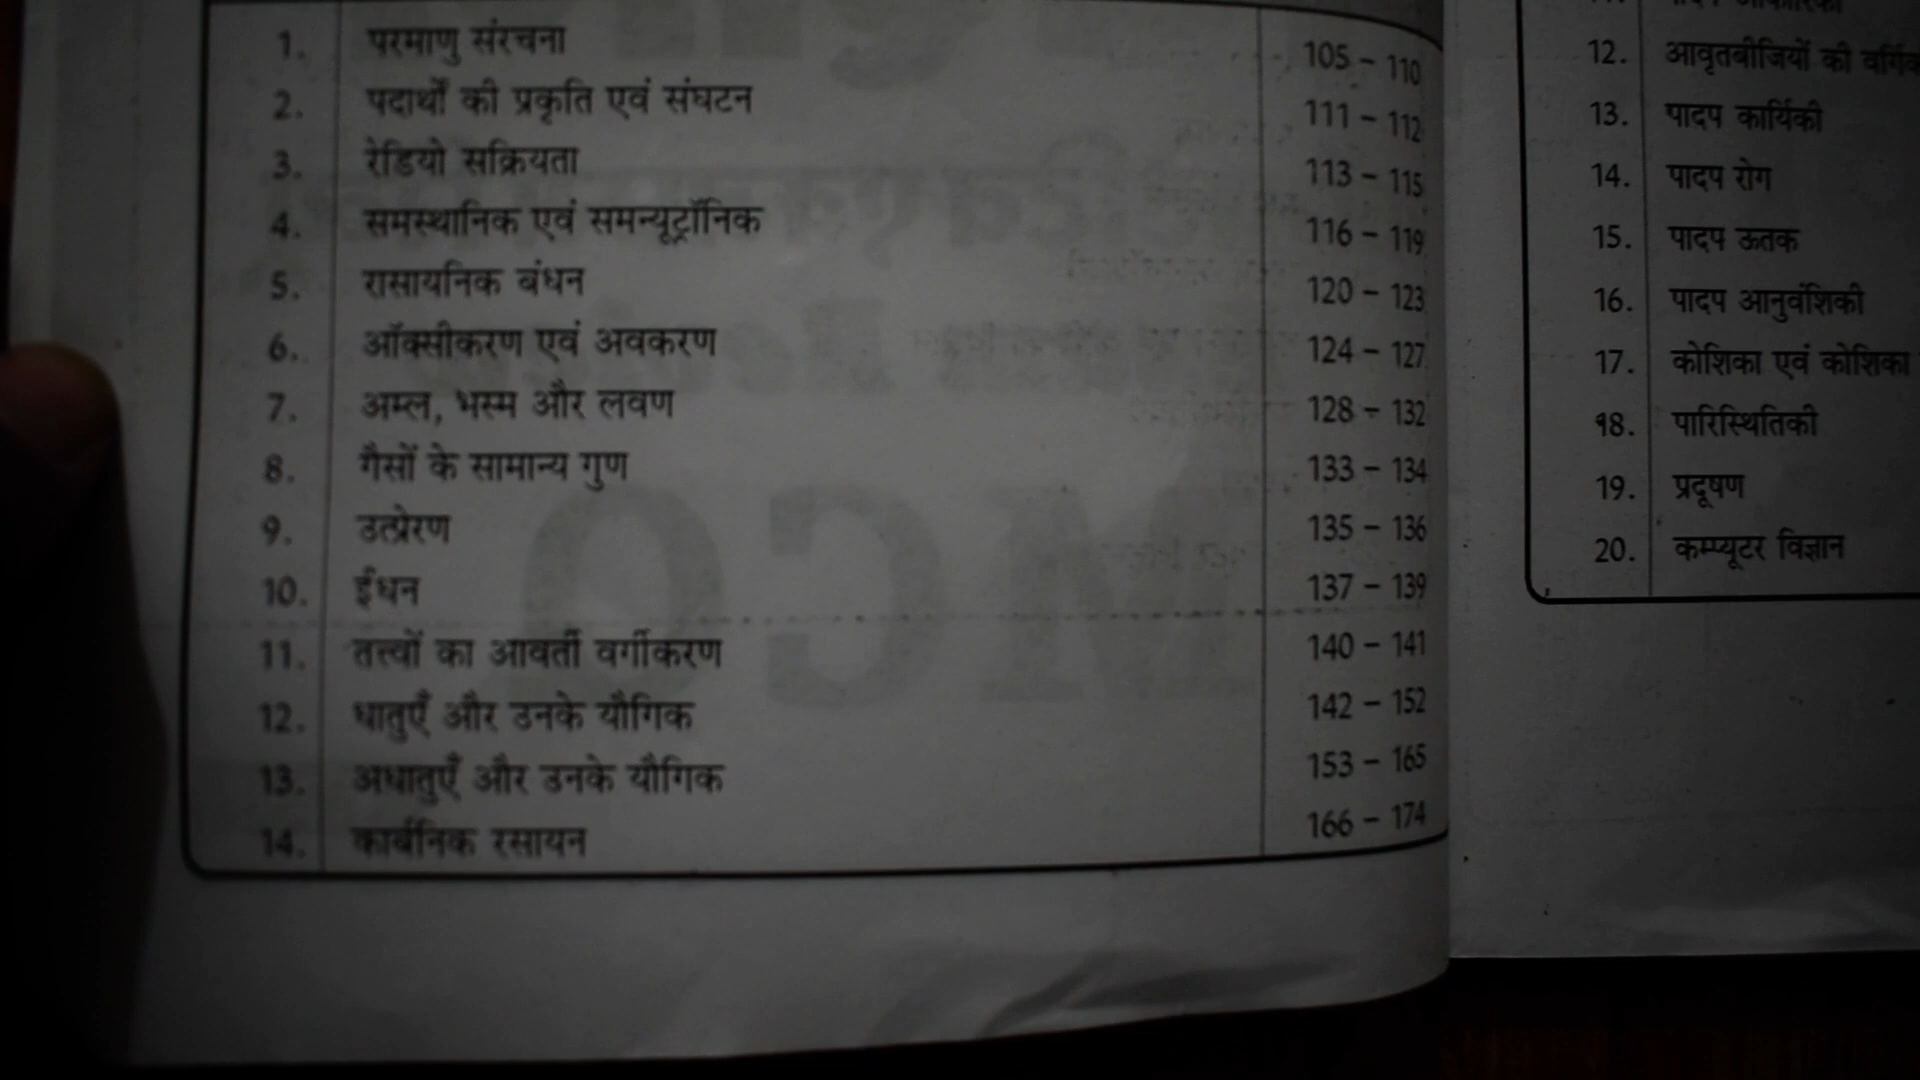 1. परमाणु संरचना 105 – 110
2. पदार्थों की प्रकृति एवं संघटन 111 – 112
3. रेडियो सक्रियता 113 – 115
4. समस्थानिक एवं समन्यूट्रॉनिक 116 – 119
5. रासायनिक बंधन 120 – 123
6. ऑक्सीकरण एवं अवकरण 124 – 127
7. अम्ल, भस्म और लवण 128 – 132
8. गैसों के सामान्य गुण 133 – 134
9. उत्प्रेरण 135 – 136
10. ईंधन 137 – 139
11. तत्त्वों का आवर्ती वर्गीकरण 140 – 141
12. धातुएँ और उनके यौगिक 142 – 152
13. अधातुएँ और उनके यौगिक 153 – 165
14. कार्बनिक रसायन 166 – 174
12. आवृतबीजियों की
13. पादप कार्यिकी
14. पादप रोग
15. पादप ऊतक
16. पादप आनुवंशिकी
17. कोशिका एवं कोशिका
18. पारिस्थितिकी
19. प्रदूषण
20. कम्प्यूटर विज्ञान